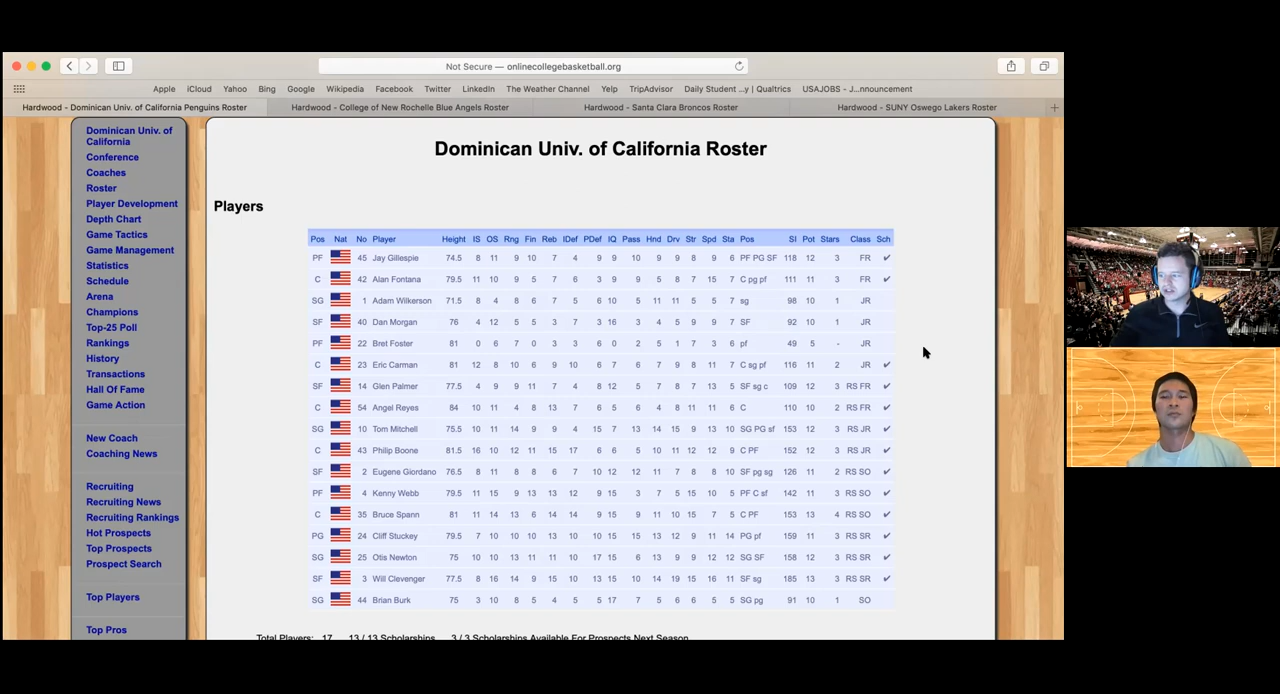 Not Secure — onlinecollegebasketball.org
Apple iCloud Yahoo Bing Google Wikipedia Facebook Twitter LinkedIn The Weather Channel Yelp TripAdvisor Daily Student ...y | Qualtrics USAJOBS - J...nnouncement
Hardwood - Dominican Univ. of California Penguins Roster Hardwood - College of New Rochelle Blue Angels Roster Hardwood - Santa Clara Broncos Roster Hardwood - SUNY Oswego Lakers Roster
Dominican Univ. of
California
Conference
Coaches
Roster
Player Development
Depth Chart
Game Tactics
Game Management
Statistics
Schedule
Arena
Champions
Top-25 Poll
Rankings
History
Transactions
Hall Of Fame
Game Action
New Coach
Coaching News
Recruiting
Recruiting News
Recruiting Rankings
Hot Prospects
Top Prospects
Prospect Search
Top Players
Top Pros
Dominican Univ. of California Roster
Players
Pos Nat No Player Height IS OS Rng Fin Reb IDef PDef IQ Pass Hnd Drv Str Spd Sta Pos SI Pot Stars Class Sch
PF 45 Jay Gillespie 74.5 8 11 9 10 7 4 9 9 10 9 9 8 9 6 PF PG SF 118 12 3 FR ✔
C 42 Alan Fontana 79.5 11 10 9 5 7 6 3 9 9 5 8 7 15 7 C pg pf 111 11 3 FR ✔
SG 1 Adam Wilkerson 71.5 8 4 8 6 7 5 6 10 5 11 11 5 5 7 sg 98 10 1 JR
SF 40 Dan Morgan 76 4 12 5 5 3 7 3 16 3 4 5 9 9 7 SF 92 10 1 JR
PF 22 Bret Foster 81 0 6 7 0 3 3 6 0 2 5 1 7 3 6 pf 49 5 - JR
C 23 Eric Carman 81 12 8 10 6 9 10 6 7 6 7 9 8 11 7 C sg pf 116 11 2 JR ✔
SF 14 Glen Palmer 77.5 4 9 9 11 7 4 8 12 5 7 8 7 13 5 SF sg c 109 12 3 RS FR ✔
C 54 Angel Reyes 84 10 11 4 8 13 7 6 5 6 4 8 11 11 6 C 110 10 2 RS FR ✔
SG 10 Tom Mitchell 75.5 10 11 14 9 9 4 15 7 13 14 15 9 13 10 SG PG sf 153 12 3 RS JR ✔
C 43 Philip Boone 81.5 16 10 12 11 15 17 6 6 5 10 11 12 12 9 C PF 152 12 3 RS JR ✔
SF 2 Eugene Giordano 76.5 8 11 8 8 6 7 10 12 12 11 7 8 8 10 SF pg sg 126 11 2 RS SO ✔
PF 4 Kenny Webb 79.5 11 15 9 13 13 12 9 15 3 7 5 15 10 5 PF C sf 142 11 3 RS SO ✔
C 35 Bruce Spann 81 11 14 13 6 14 14 9 15 9 11 10 15 7 5 C PF 153 13 4 RS SO ✔
PG 24 Cliff Stuckey 79.5 7 10 10 10 13 10 10 15 15 13 12 9 11 14 PG pf 159 11 3 RS SR ✔
SG 25 Otis Newton 75 10 10 13 11 11 10 17 15 6 13 9 9 12 12 SG SF 158 12 3 RS SR ✔
SF 3 Will Clevenger 77.5 8 16 14 9 15 10 13 15 10 14 19 15 16 11 SF sg 185 13 3 RS SR ✔
SG 44 Brian Burk 75 3 10 8 5 4 5 5 17 7 5 6 6 5 5 SG pg 91 10 1 SO
Total Players: 17 13 / 13 Scholarships 3 / 3 Scholarships Available For Prospects Next Season